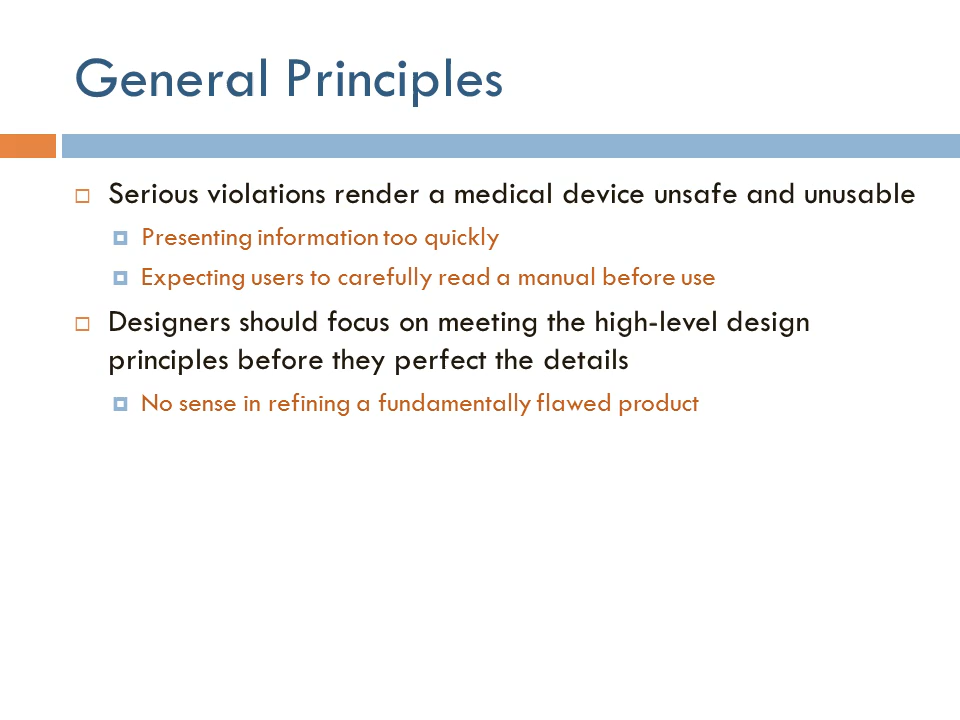 General Principles
Serious violations render a medical device unsafe and unusable
Presenting information too quickly
Expecting users to carefully read a manual before use
Designers should focus on meeting the high-level design
principles before they perfect the details
No sense in refining a fundamentally flawed product